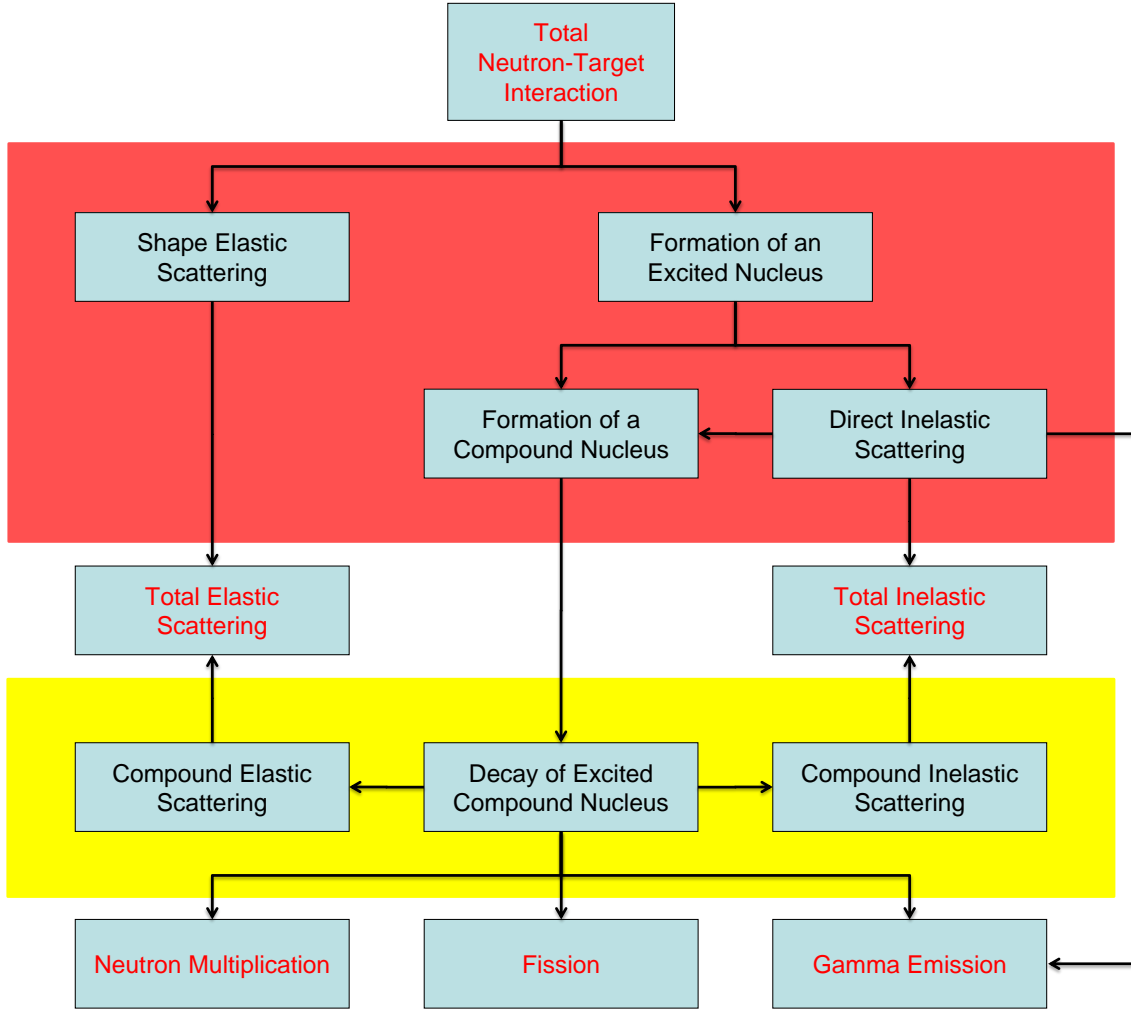 Total
Neutron-Target
Interaction
Shape Elastic
Scattering
Formation of an
Excited Nucleus
Formation of a
Compound Nucleus
Direct Inelastic
Scattering
Total Elastic
Scattering
Total Inelastic
Scattering
Compound Elastic
Scattering
Decay of Excited
Compound Nucleus
Compound Inelastic
Scattering
Neutron Multiplication
Fission
Gamma Emission